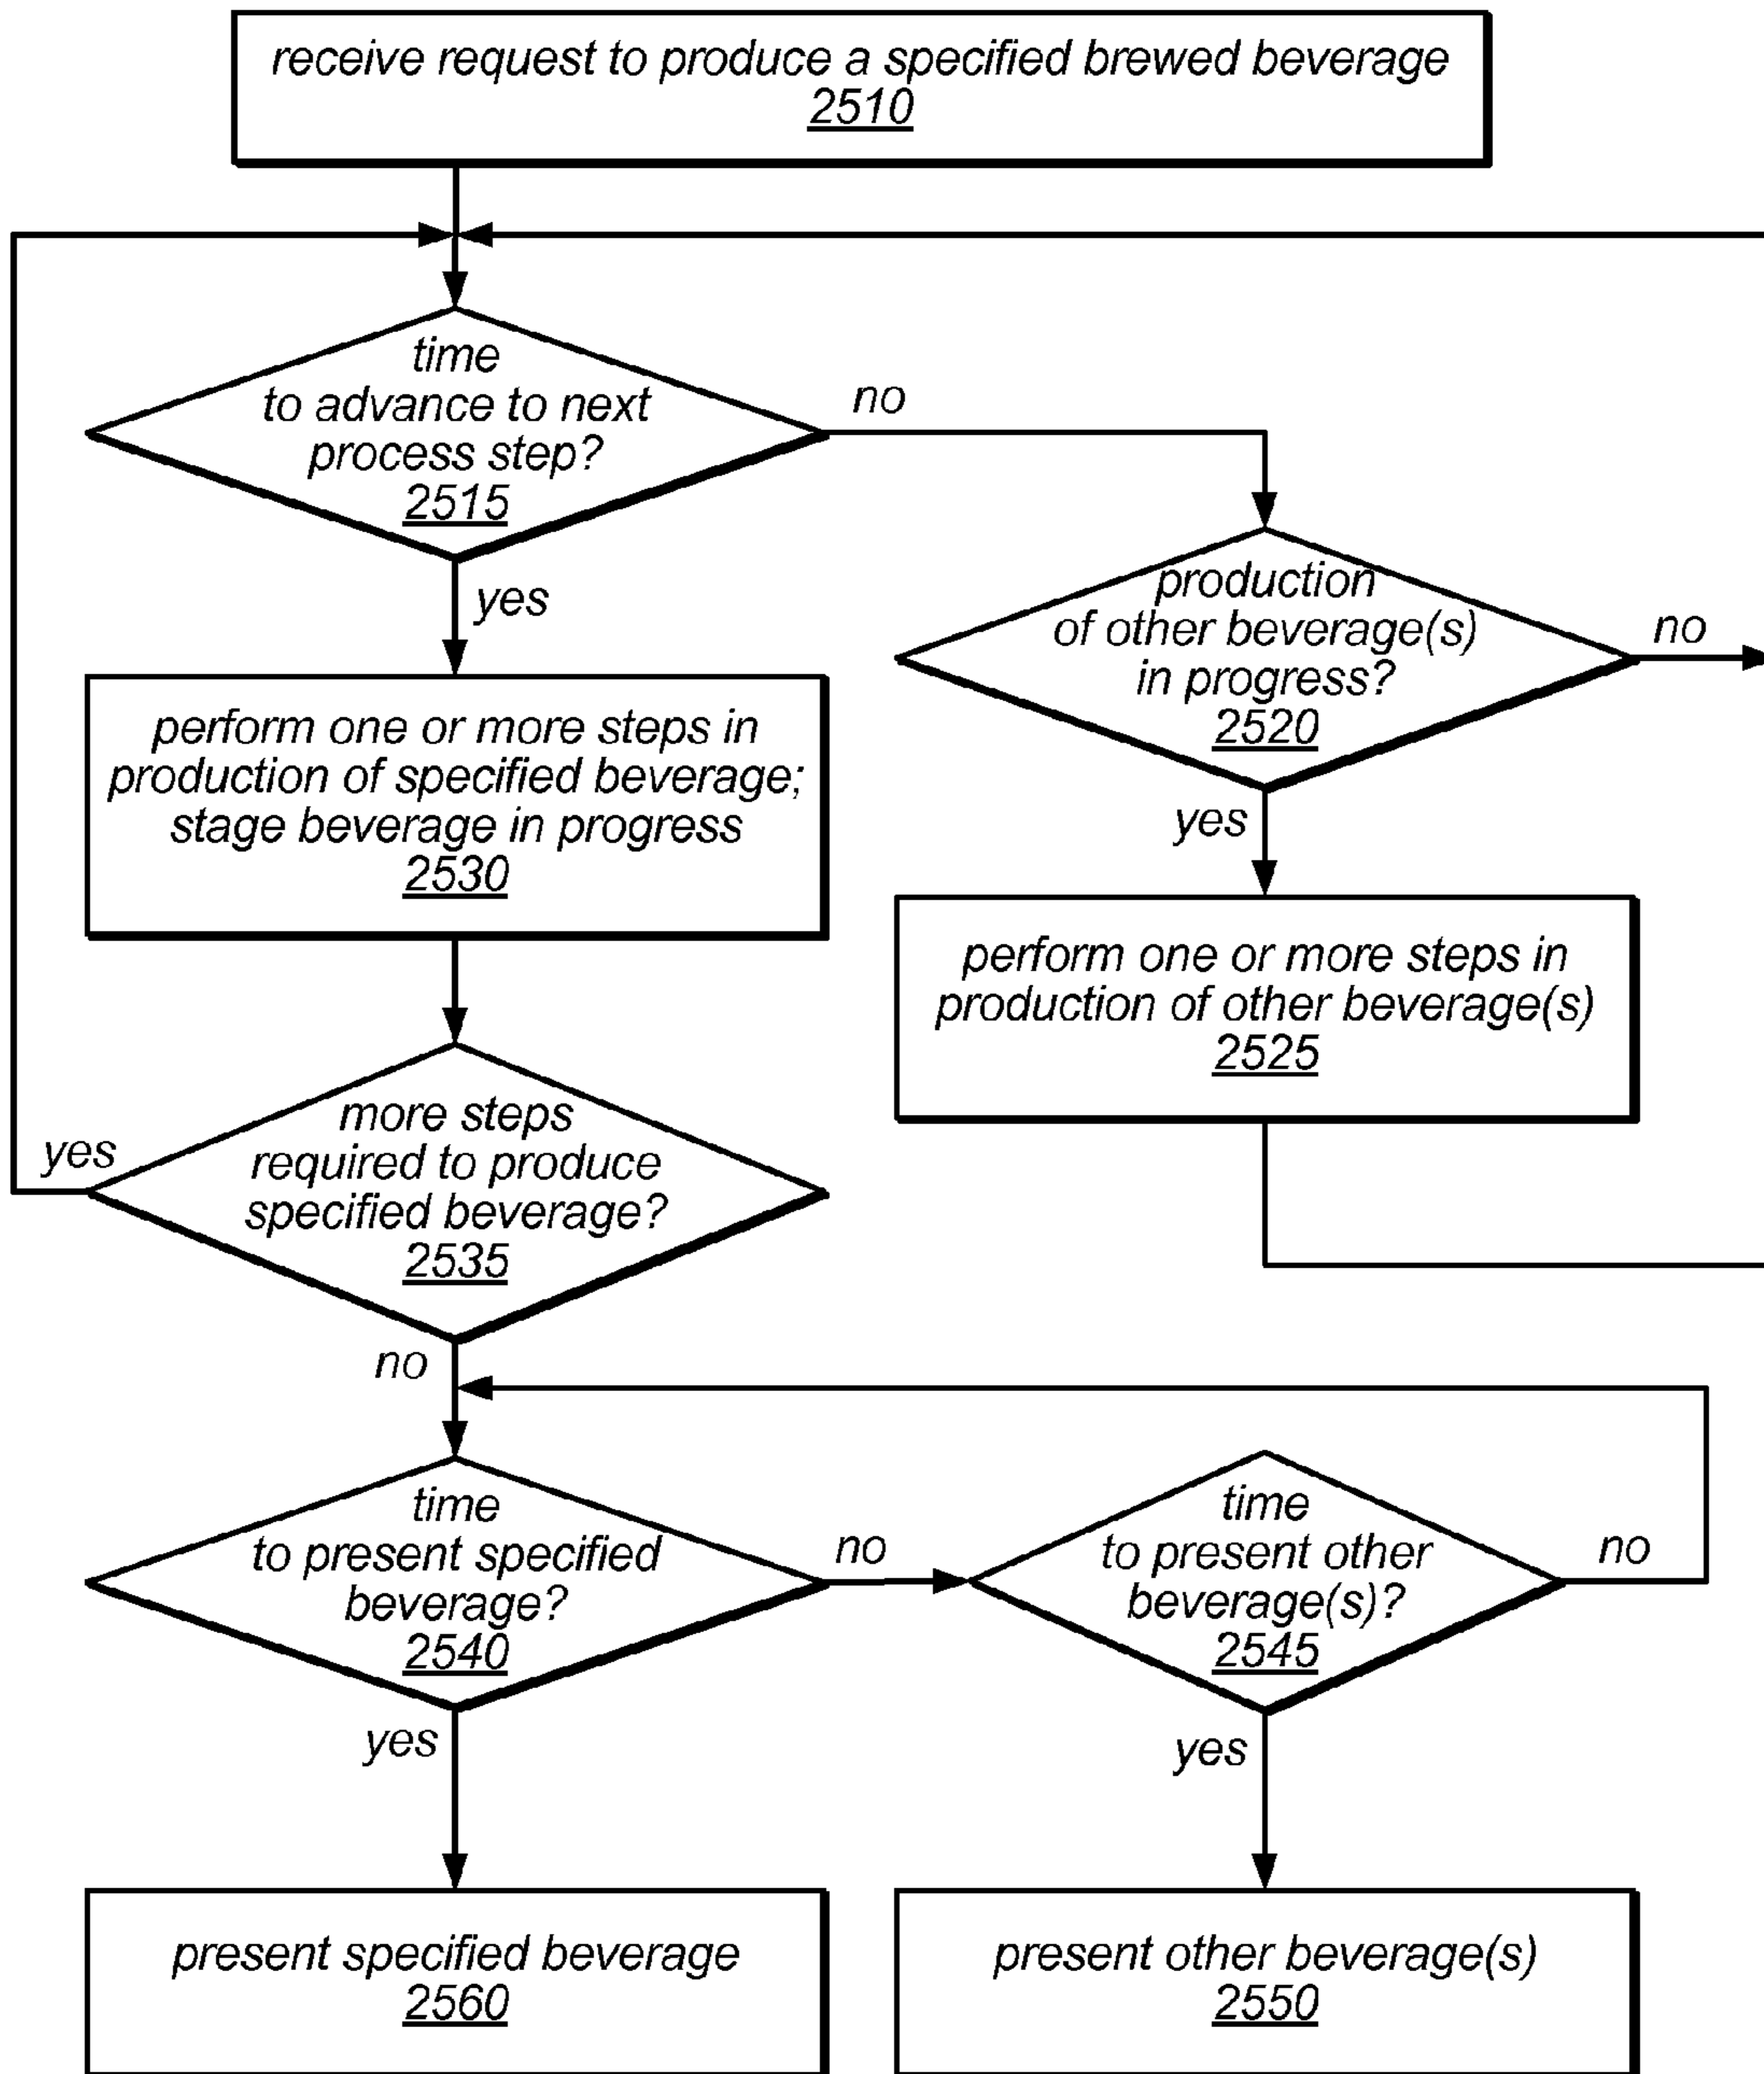 receive request to produce a specified brewed beverage
2510
time
to advance to next
process step?
2515
no
yes
production
of other beverage(s)
in progress?
2520
no
yes
perform one or more steps in
production of specified beverage;
stage beverage in progress
2530
perform one or more steps in
production of other beverage(s)
2525
more steps
required to produce
specified beverage?
2535
yes
no
time
to present specified
beverage?
2540
no
yes
time
to present other
beverage(s)?
2545
no
yes
present specified beverage
2560
present other beverage(s)
2550